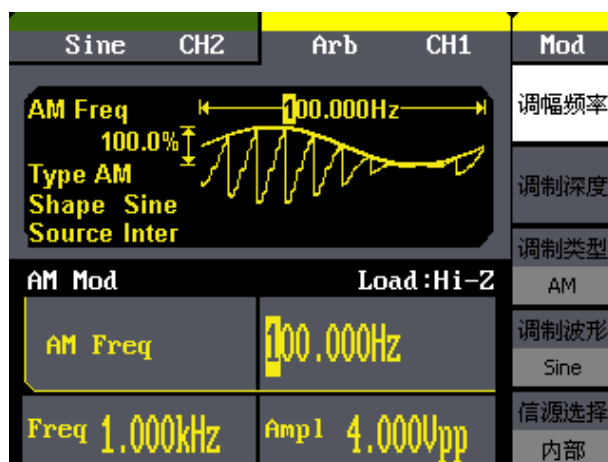 Sine CH2 Arb CH1 Mod
AM Freq 100.000Hz
100.0%
Type AM
Shape Sine
Source Inter
AM Mod Load:Hi-Z
AM Freq 100.000Hz
Freq 1.000kHz Ampl 4.000Vpp
调幅频率
调制深度
调制类型
AM
调制波形
Sine
信源选择
内部